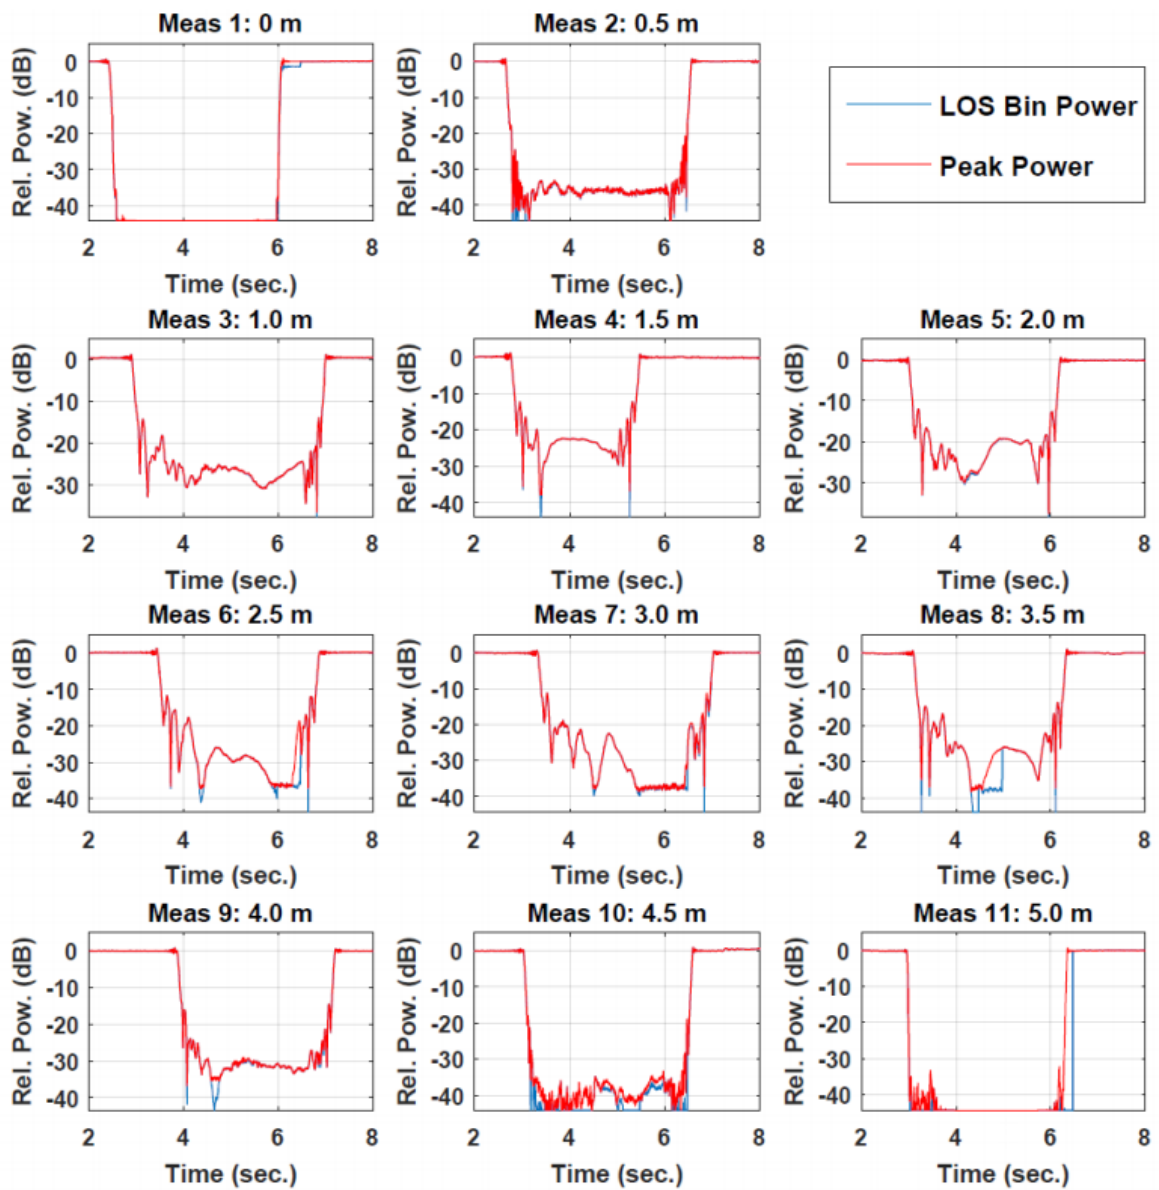 Meas 1: 0 m
Rel. Pow. (dB)
0
-10
-20
-30
-40
2 4 6 8
Time (sec.)
Meas 2: 0.5 m
Rel. Pow. (dB)
0
-10
-20
-30
-40
2 4 6 8
Time (sec.)
LOS Bin Power
Peak Power
Meas 3: 1.0 m
Rel. Pow. (dB)
0
-10
-20
-30
2 4 6 8
Time (sec.)
Meas 4: 1.5 m
Rel. Pow. (dB)
0
-10
-20
-30
-40
2 4 6 8
Time (sec.)
Meas 5: 2.0 m
Rel. Pow. (dB)
0
-10
-20
-30
2 4 6 8
Time (sec.)
Meas 6: 2.5 m
Rel. Pow. (dB)
0
-10
-20
-30
-40
2 4 6 8
Time (sec.)
Meas 7: 3.0 m
Rel. Pow. (dB)
0
-10
-20
-30
-40
2 4 6 8
Time (sec.)
Meas 8: 3.5 m
Rel. Pow. (dB)
0
-10
-20
-30
-40
2 4 6 8
Time (sec.)
Meas 9: 4.0 m
Rel. Pow. (dB)
0
-10
-20
-30
-40
2 4 6 8
Time (sec.)
Meas 10: 4.5 m
Rel. Pow. (dB)
0
-10
-20
-30
-40
2 4 6 8
Time (sec.)
Meas 11: 5.0 m
Rel. Pow. (dB)
0
-10
-20
-30
-40
2 4 6 8
Time (sec.)